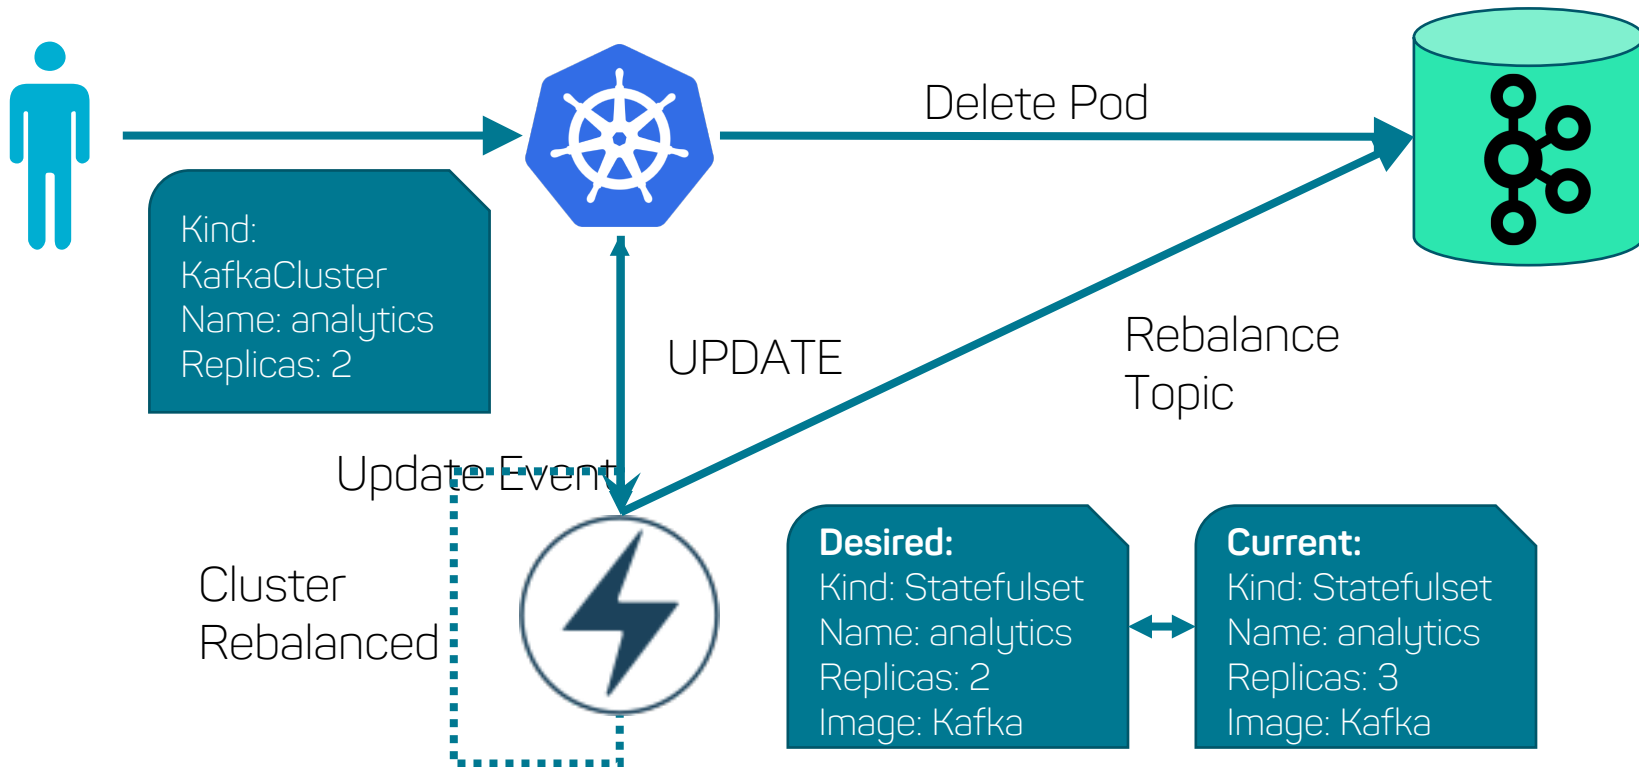 Delete Pod
Kind:
KafkaCluster
Name: analytics
Replicas: 2
UPDATE
Rebalance
Topic
Update Event
Cluster
Rebalanced
Desired:
Kind: Statefulset
Name: analytics
Replicas: 2
Image: Kafka
Current:
Kind: Statefulset
Name: analytics
Replicas: 3
Image: Kafka